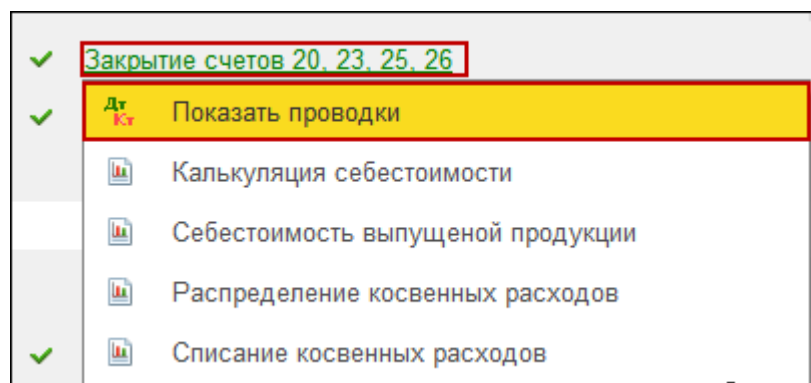 Закрытие счетов 20, 23, 25, 26
Дт Кт Показать проводки
Калькуляция себестоимости
Себестоимость выпущеной продукции
Распределение косвенных расходов
Списание косвенных расходов